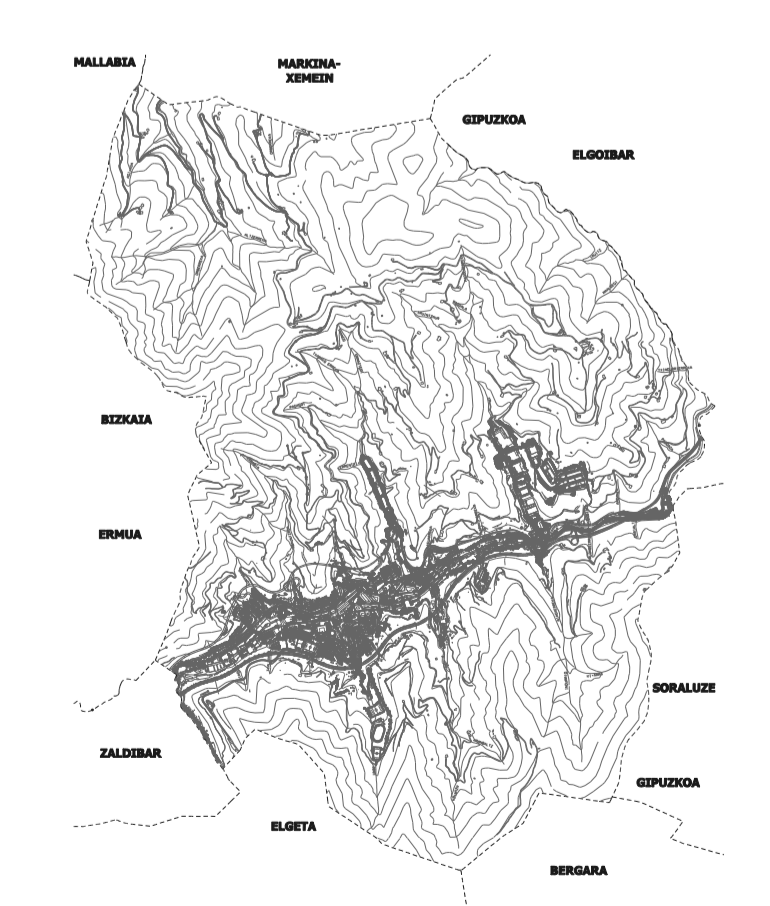 MALLABIA
MARKINA-
XEMEIN
GIPUZKOA
ELGOIBAR
BIZKAIA
ERMUA
SORALUZE
ZALDIBAR
GIPUZKOA
ELGETA
BERGARA